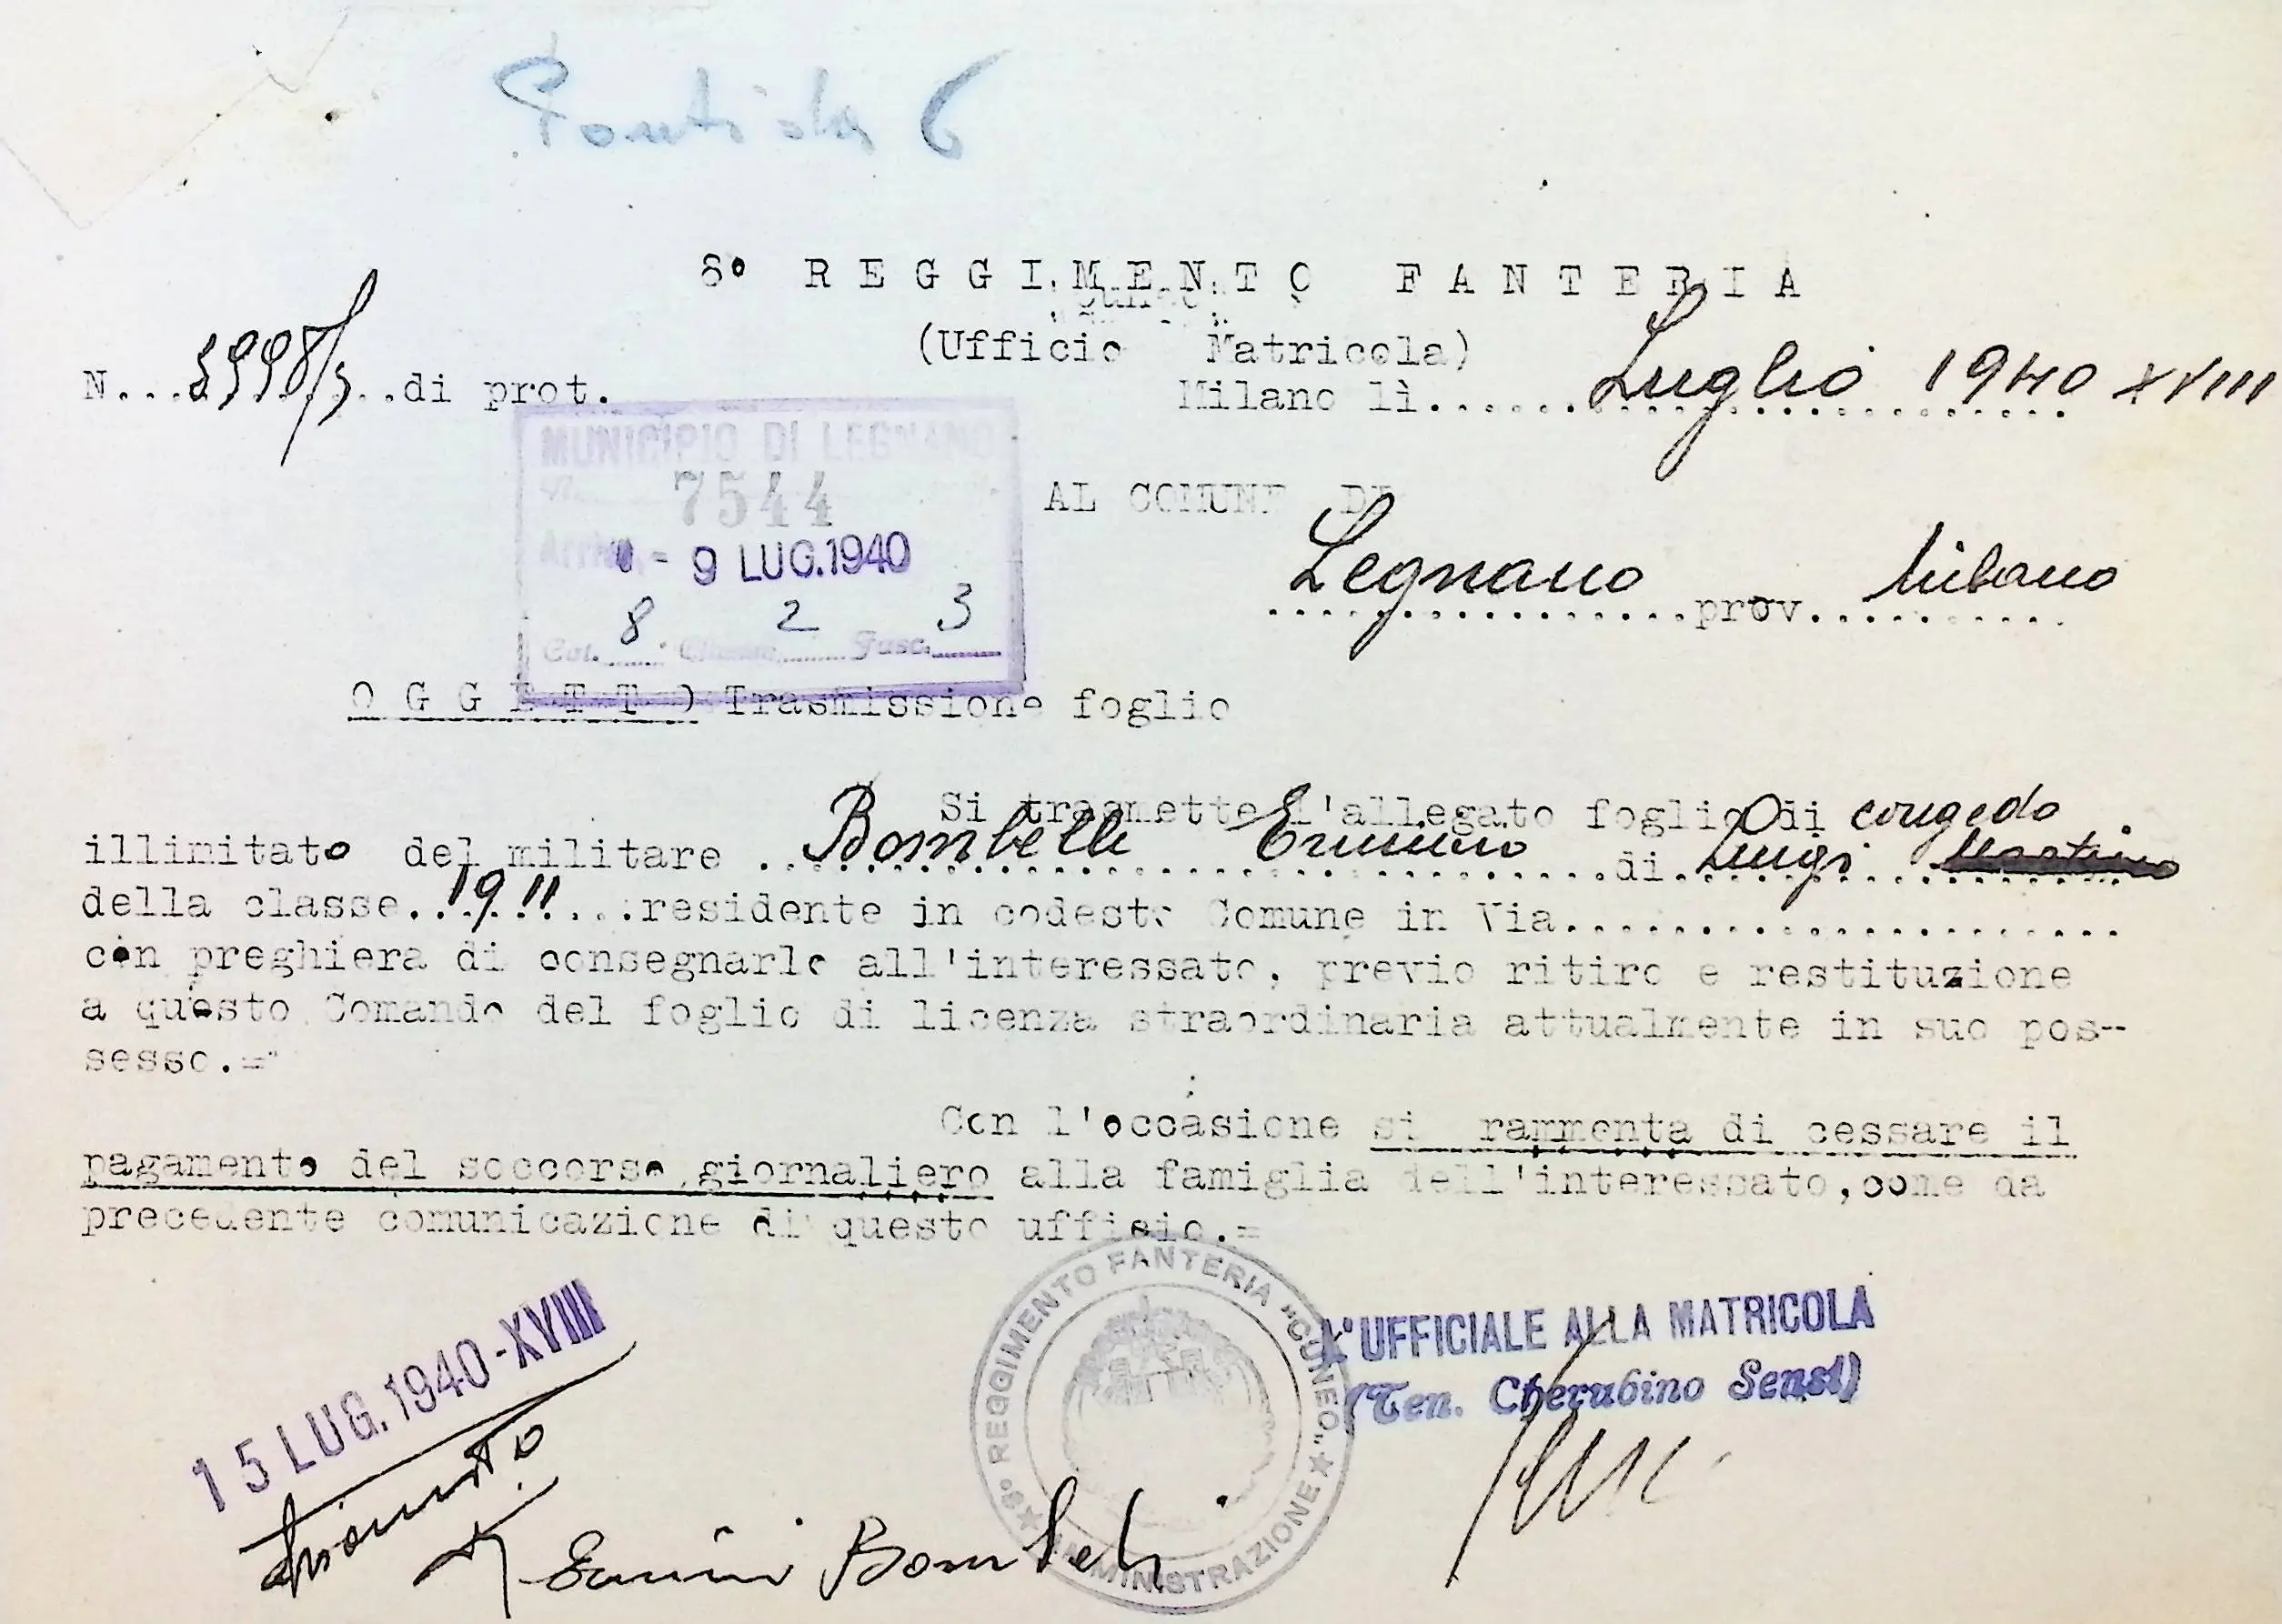 Pontida 6
8° REGGIMENTO FANTERIA
(Ufficio Matricola)
N. di prot.
Milano lì Luglio 1940 XVIII
MUNICIPIO DI LEGNANO
7544
Arrivo - 9 LUG.1940
Cat. 8 Classe 2 Fasc. 3
AL COMUNE DI
Legnano prov. Milano
OGGETTO Trasmissione foglio
Si trasmette l'allegato foglio di congedo
illimitato del militare Bombelli Erminio di Luigi
della classe 1911 residente in codesto Comune in Via
con preghiera di consegnarlo all'interessato, previo ritiro e restituzione
a questo Comando del foglio di licenza straordinaria attualmente in suo pos--
sesso.=
Con l'occasione si rammenta di cessare il
pagamento del soccorso giornaliero alla famiglia dell'interessato,come da
precedente comunicazione di questo ufficio.=
15 LUG.1940-XVIII
8° REGGIMENTO FANTERIA "CUNEO" ★ AMMINISTRAZIONE ★
L'UFFICIALE ALLA MATRICOLA
(Ten. Cherubino Sensi)
Bombelli